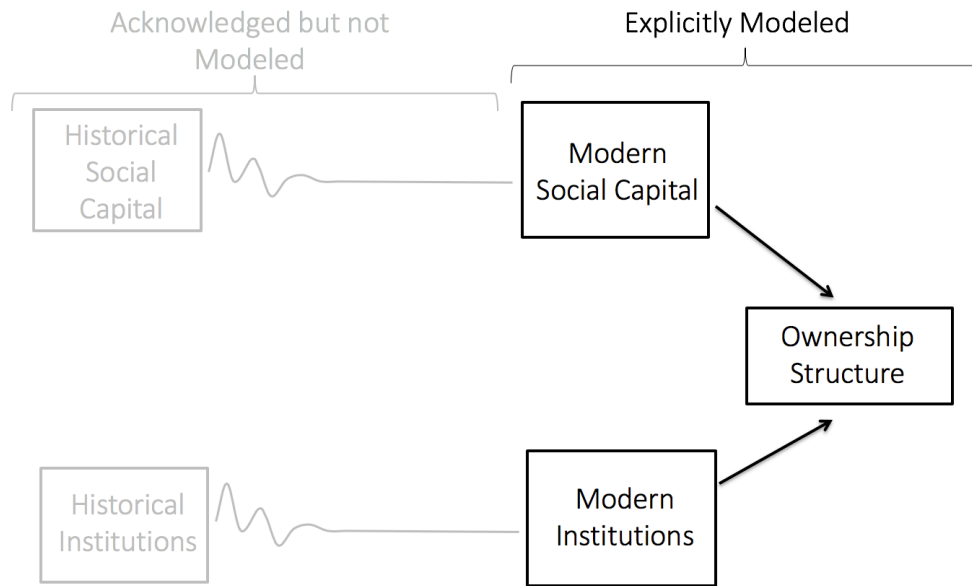 Acknowledged but not
Modeled
Explicitly Modeled
Historical
Social
Capital
Modern
Social Capital
Ownership
Structure
Historical
Institutions
Modern
Institutions